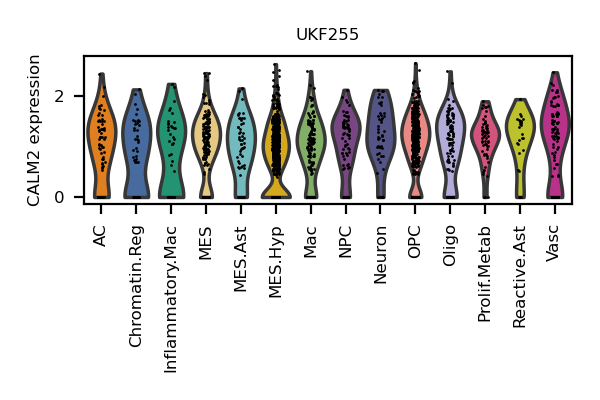 UKF255
CALM2 expression
2
0
AC
Chromatin.Reg
Inflammatory.Mac
MES
MES.Ast
MES.Hyp
Mac
NPC
Neuron
OPC
Oligo
Prolif.Metab
Reactive.Ast
Vasc